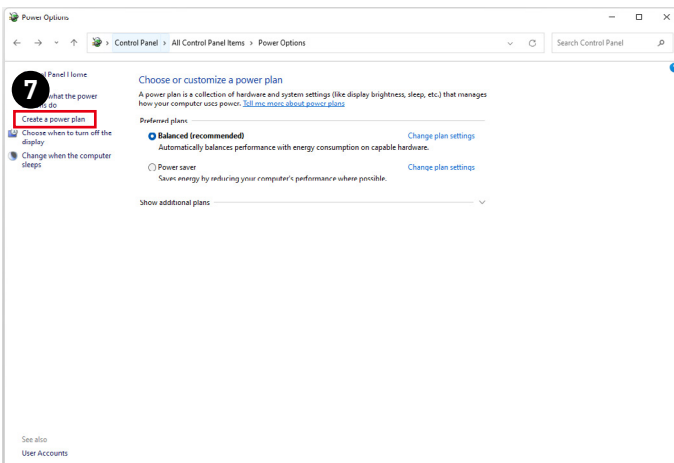 Power Options
Control Panel > All Control Panel Items > Power Options
Search Control Panel
7
Panel Home
what the power
do
Create a power plan
Choose when to turn off the
display
Change when the computer
sleeps
Choose or customize a power plan
A power plan is a collection of hardware and system settings (like display brightness, sleep, etc.) that manages
how your computer uses power. Tell me more about power plans
Preferred plans
Balanced (recommended)
Change plan settings
Automatically balances performance with energy consumption on capable hardware.
Power saver
Change plan settings
Saves energy by reducing your computer's performance where possible.
Show additional plans
See also
User Accounts